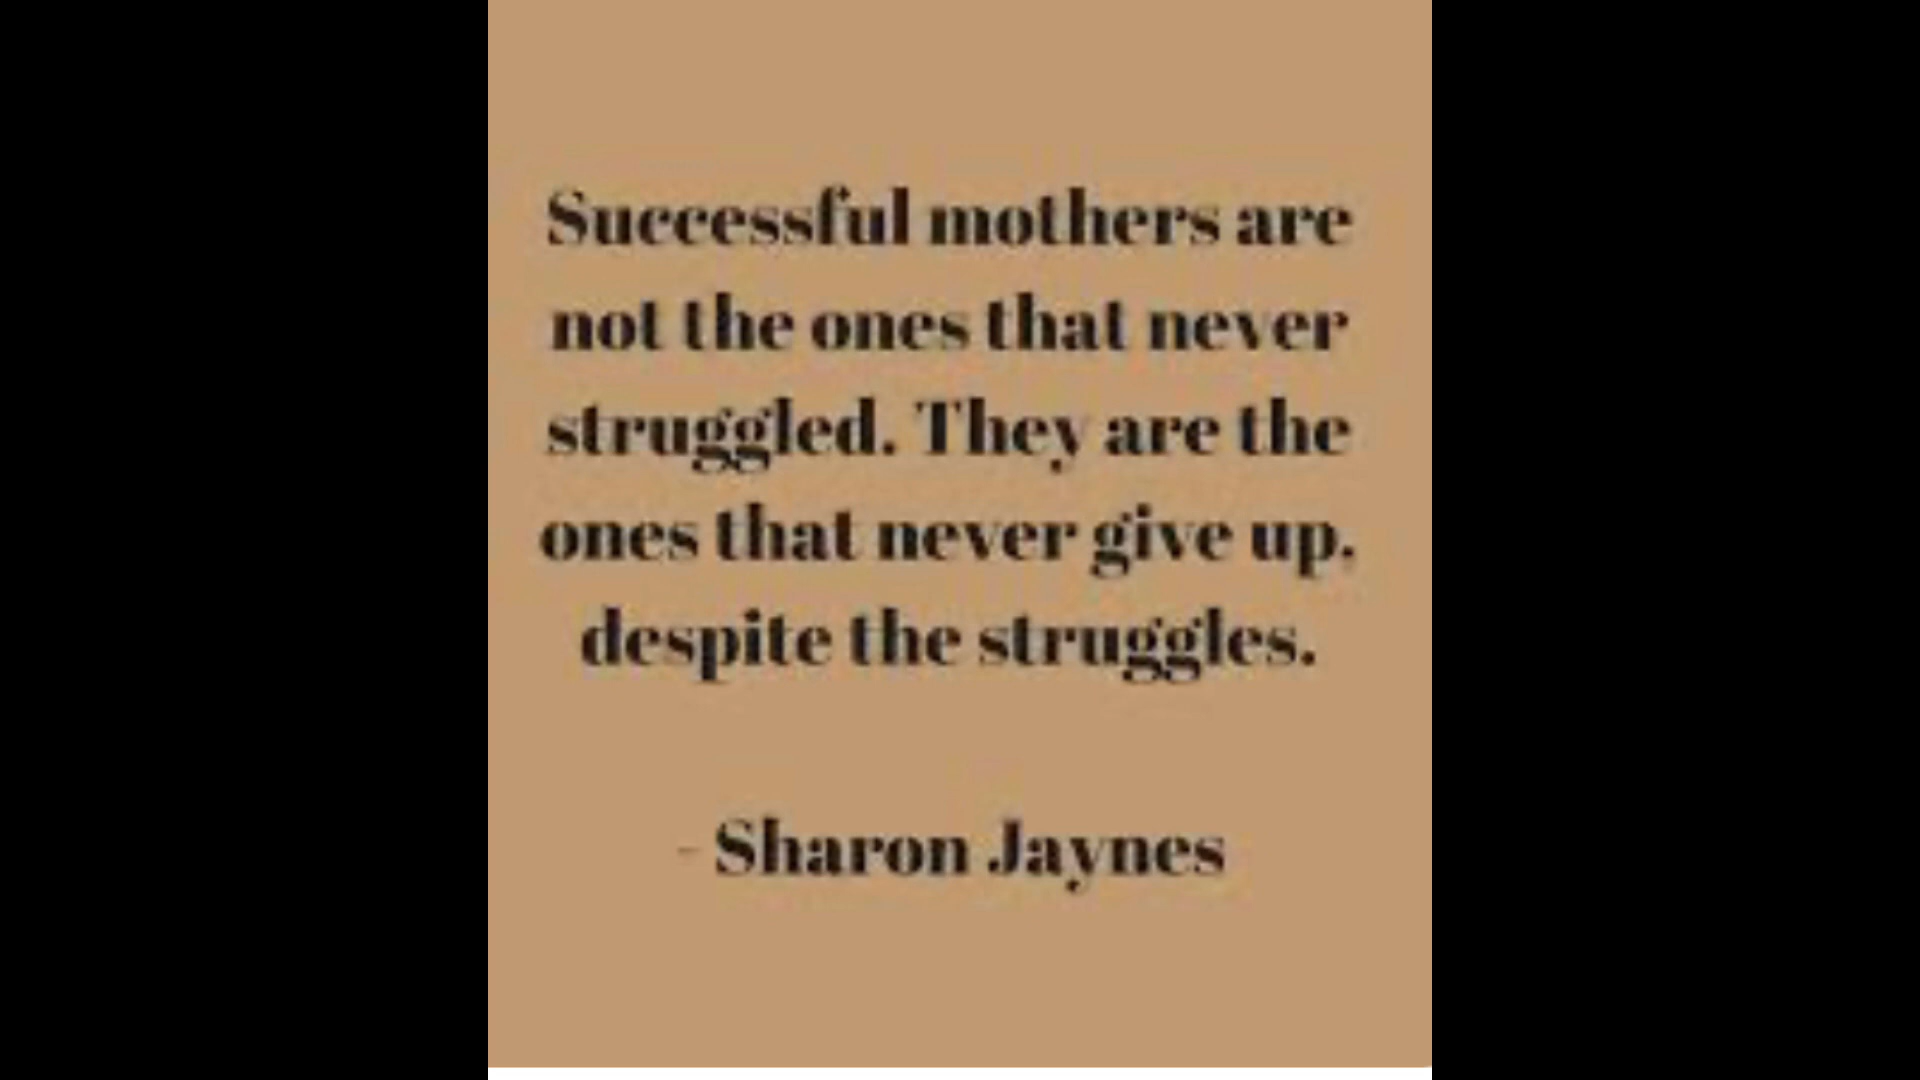 Successful mothers are
not the ones that never
struggled. They are the
ones that never give up,
despite the struggles.
- Sharon Jaynes